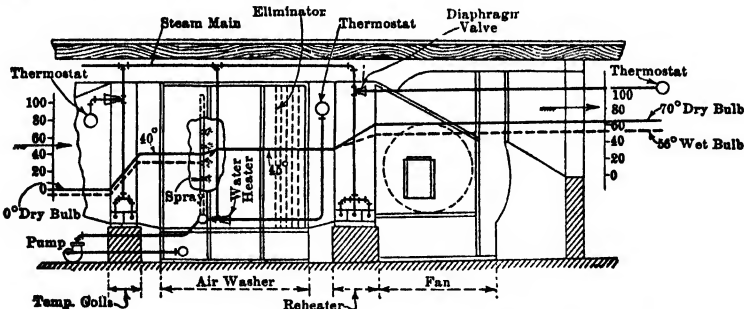 Eliminator
Diaphragm
Valve
Steam Main
Thermostat
Thermostat
Thermostat
100
80
60
40
20
0
40°
Spray
Water
Heater
100
80
60
40
20
0
70° Dry Bulb
56° Wet Bulb
0° Dry Bulb
Pump
Air Washer
Fan
Temp. Coils
Reheater